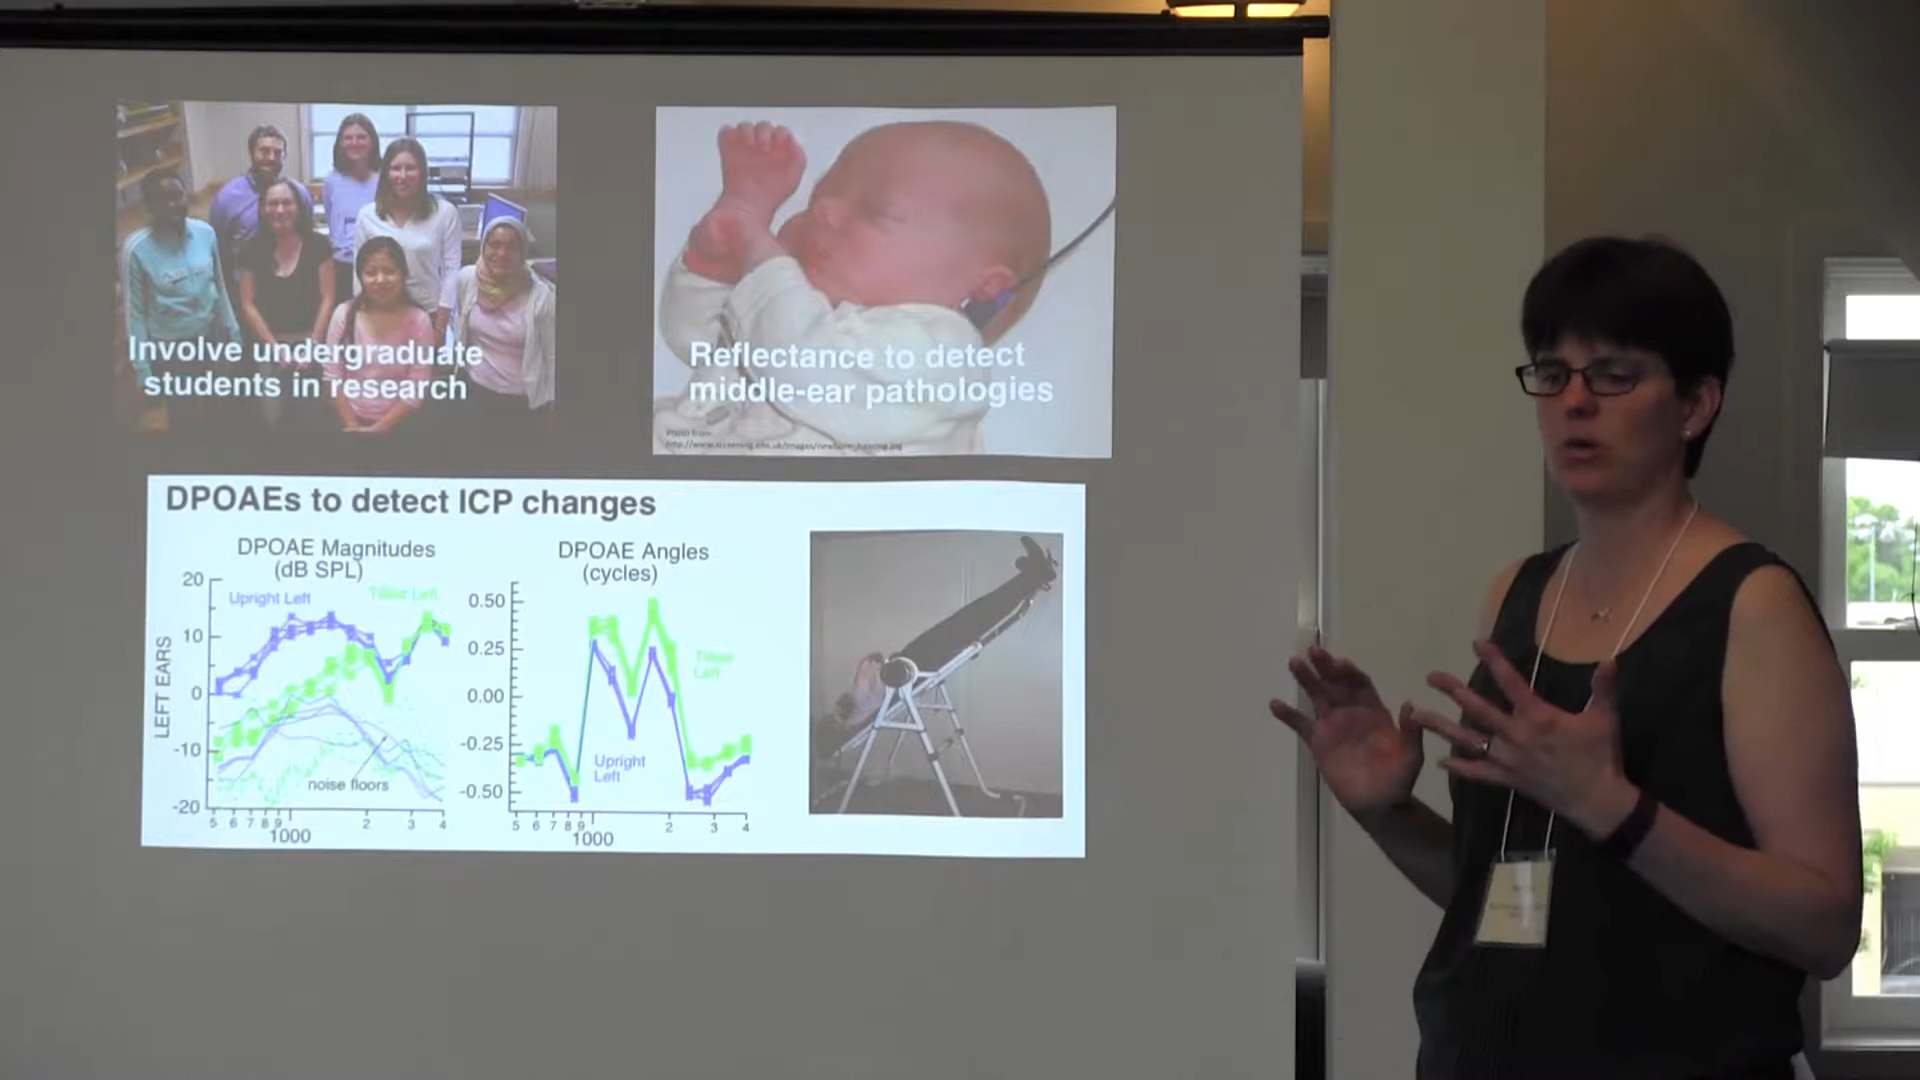 Involve undergraduate
students in research
Reflectance to detect
middle-ear pathologies
Photo from:
DPOAEs to detect ICP changes
DPOAE Magnitudes
(dB SPL)
Upright Left
Tilted Left
LEFT EARS
20
10
0
-10
-20
noise floors
5 6 7 8 9 2 3 4
1000
DPOAE Angles
(cycles)
0.50
0.25
0.00
-0.25
-0.50
Tilted
Left
Upright
Left
5 6 7 8 9 2 3 4
1000